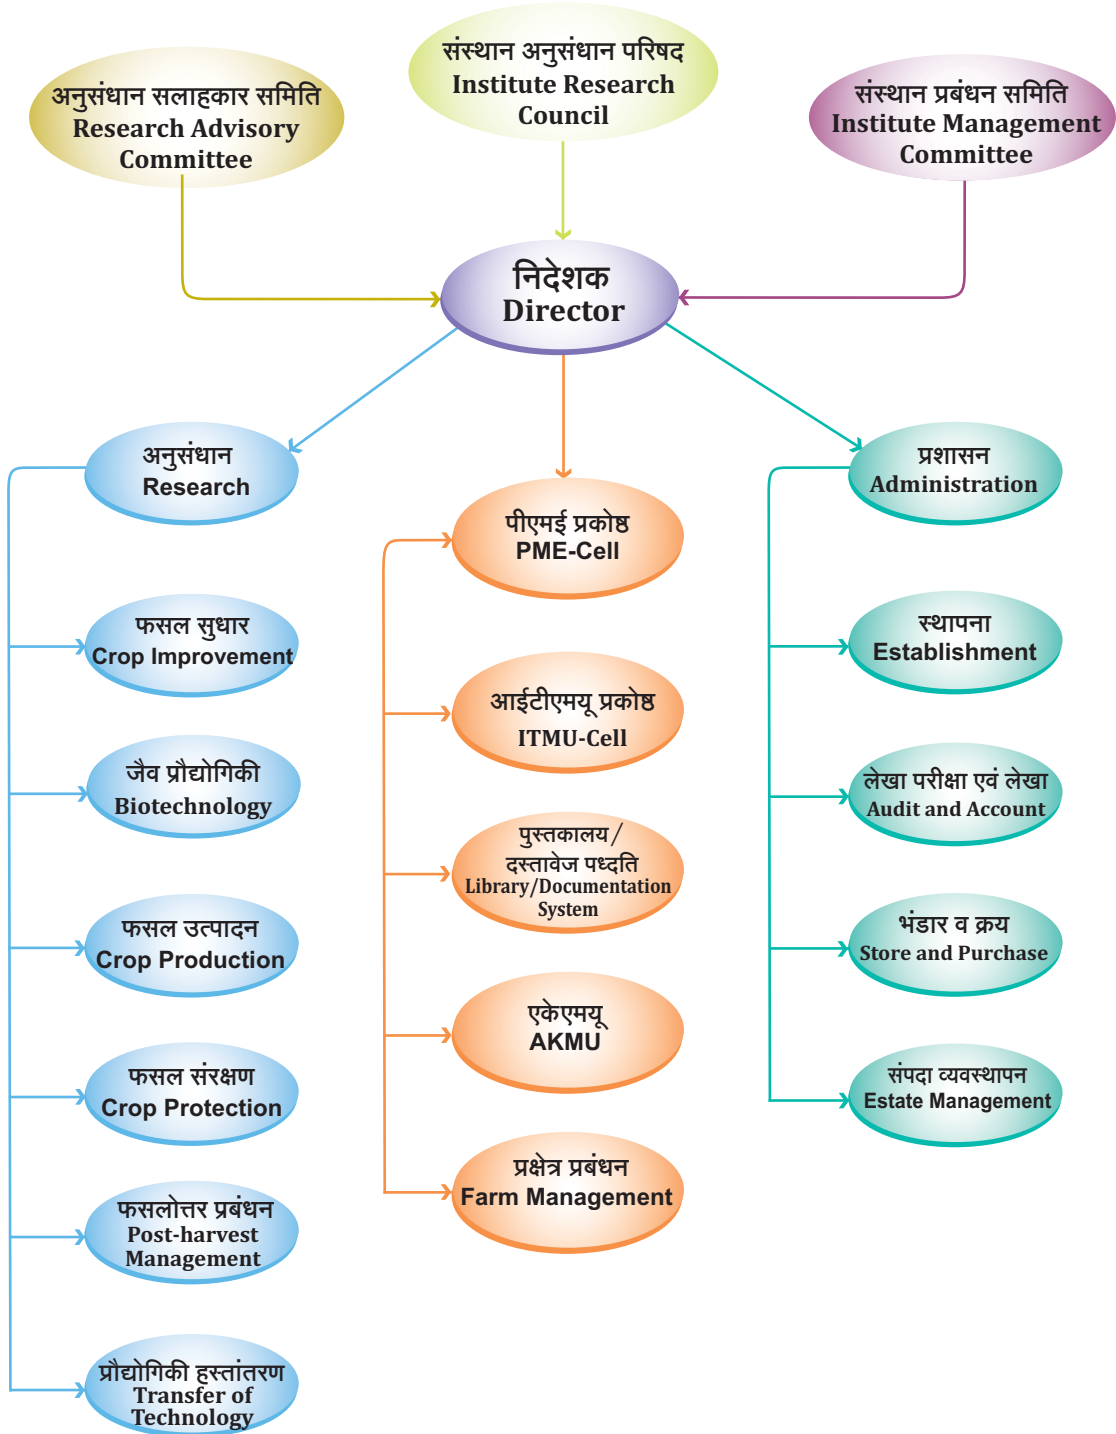 अनुसंधान सलाहकार समिति
Research Advisory
Committee
संस्थान अनुसंधान परिषद
Institute Research
Council
संस्थान प्रबंधन समिति
Institute Management
Committee
निदेशक
Director
अनुसंधान
Research
फसल सुधार
Crop Improvement
जैव प्रौद्योगिकी
Biotechnology
फसल उत्पादन
Crop Production
फसल संरक्षण
Crop Protection
फसलोत्तर प्रबंधन
Post-harvest
Management
प्रौद्योगिकी हस्तांतरण
Transfer of
Technology
पीएमई प्रकोष्ठ
PME-Cell
आईटीएमयू प्रकोष्ठ
ITMU-Cell
पुस्तकालय/
दस्तावेज पध्दति
Library/Documentation
System
एकेएमयू
AKMU
प्रक्षेत्र प्रबंधन
Farm Management
प्रशासन
Administration
स्थापना
Establishment
लेखा परीक्षा एवं लेखा
Audit and Account
भंडार व क्रय
Store and Purchase
संपदा व्यवस्थापन
Estate Management